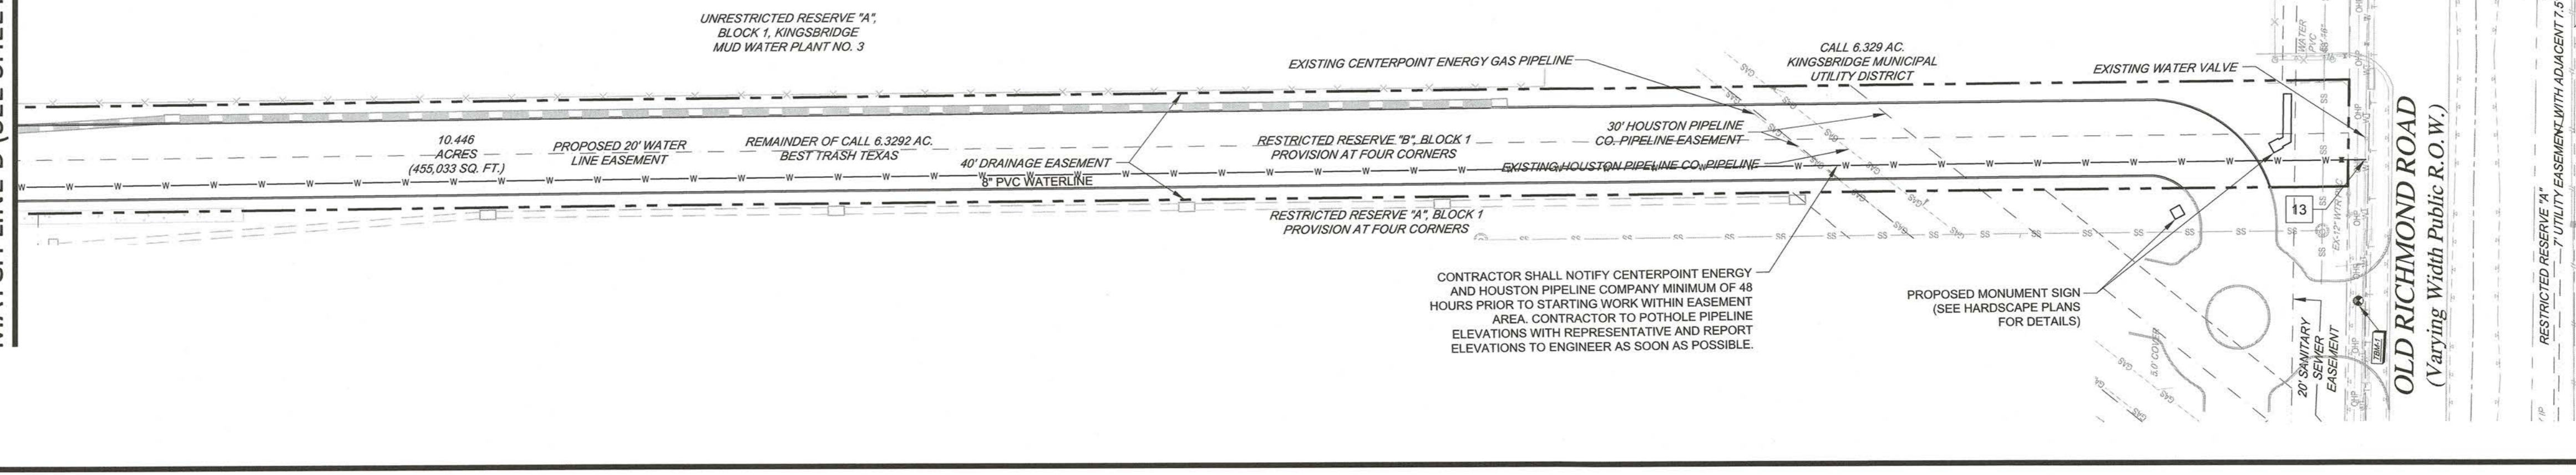 UNRESTRICTED RESERVE "A",
BLOCK 1, KINGSBRIDGE
MUD WATER PLANT NO. 3
EXISTING CENTERPOINT ENERGY GAS PIPELINE
CALL 6.329 AC.
KINGSBRIDGE MUNICIPAL
UTILITY DISTRICT
EXISTING WATER VALVE
10.446
ACRES
(455,033 SQ. FT.)
PROPOSED 20' WATER
LINE EASEMENT
REMAINDER OF CALL 6.3292 AC.
BEST TRASH TEXAS
40' DRAINAGE EASEMENT
8" PVC WATERLINE
RESTRICTED RESERVE "B", BLOCK 1
PROVISION AT FOUR CORNERS
30' HOUSTON PIPELINE
CO. PIPELINE EASEMENT
EXISTING HOUSTON PIPELINE CO. PIPELINE
RESTRICTED RESERVE "A", BLOCK 1
PROVISION AT FOUR CORNERS
CONTRACTOR SHALL NOTIFY CENTERPOINT ENERGY
AND HOUSTON PIPELINE COMPANY MINIMUM OF 48
HOURS PRIOR TO STARTING WORK WITHIN EASEMENT
AREA. CONTRACTOR TO POTHOLE PIPELINE
ELEVATIONS WITH REPRESENTATIVE AND REPORT
ELEVATIONS TO ENGINEER AS SOON AS POSSIBLE.
PROPOSED MONUMENT SIGN
(SEE HARDSCAPE PLANS
FOR DETAILS)
13
5.0' COVER
20' SANITARY
SEWER
EASEMENT
TBM-1
OLD RICHMOND ROAD
(Varying Width Public R.O.W.)
RESTRICTED RESERVE "A"
7' UTILITY EASEMENT WITH ADJACENT 7.5'